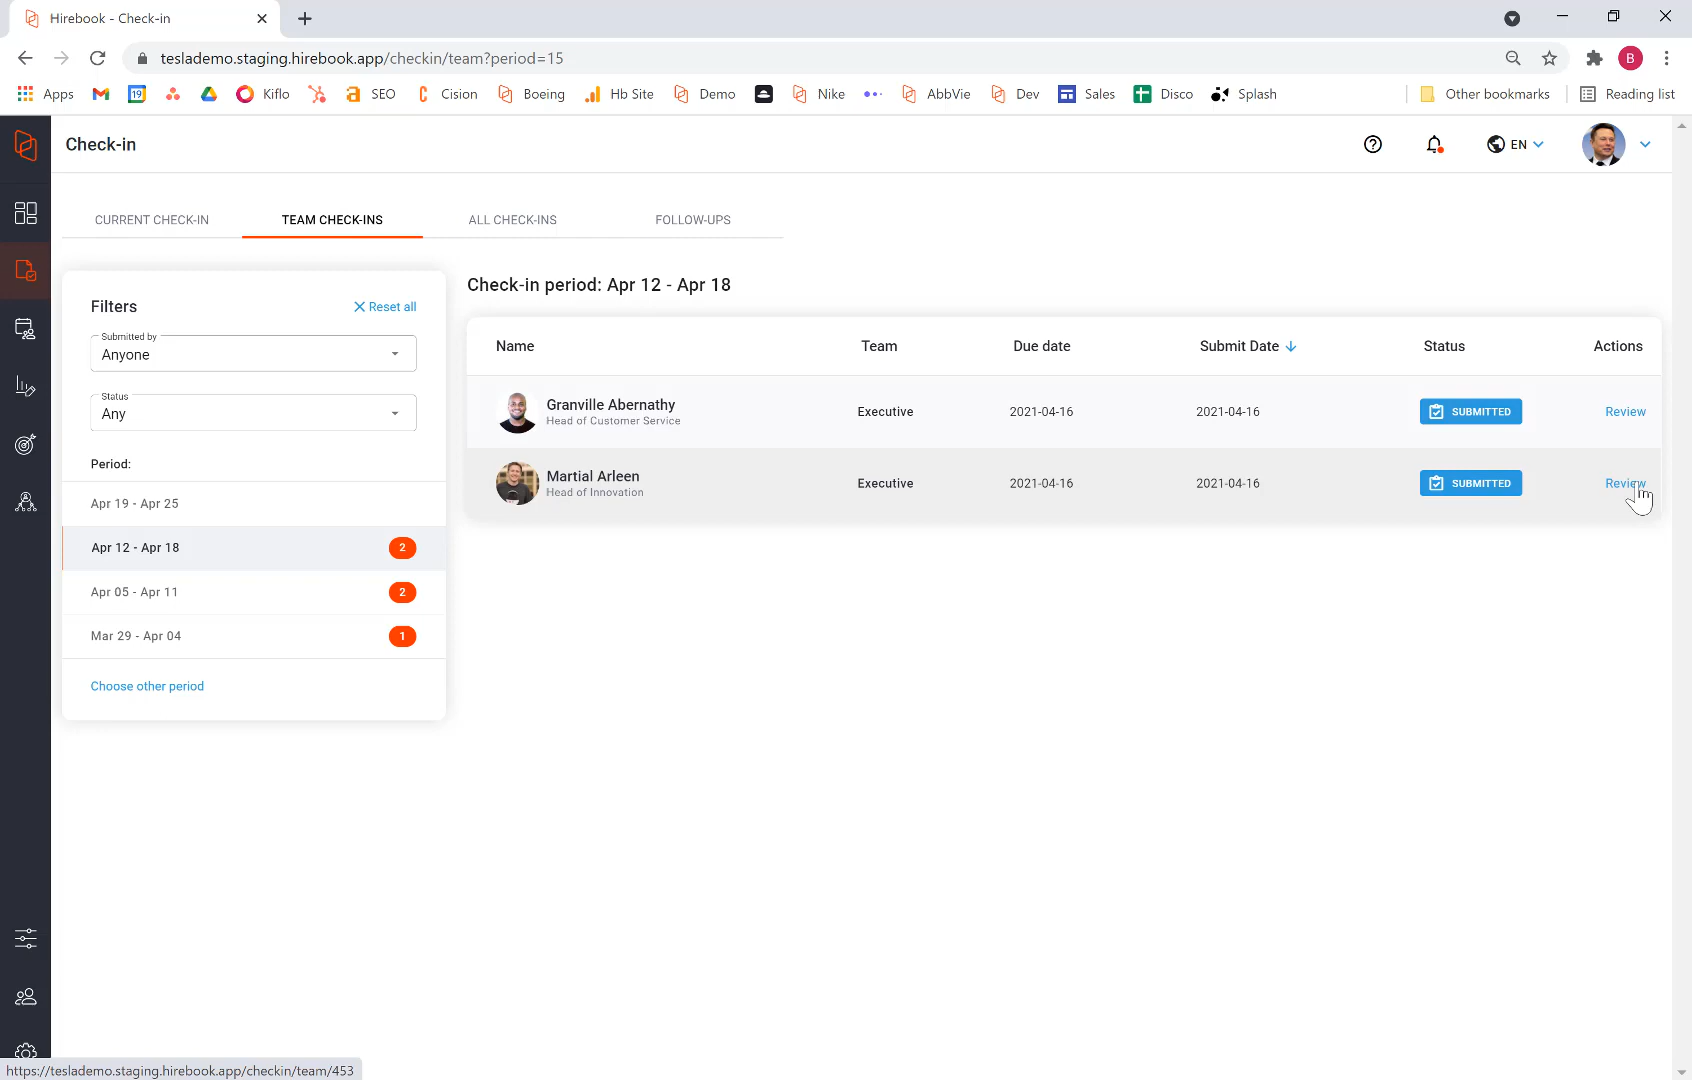 Hirebook - Check-in
teslademo.staging.hirebook.app/checkin/team?period=15
B
Apps 19 Kiflo SEO Cision Boeing Hb Site Demo Nike AbbVie Dev Sales Disco Splash Other bookmarks Reading list
Check-in
EN
CURRENT CHECK-IN TEAM CHECK-INS ALL CHECK-INS FOLLOW-UPS
Filters
Reset all
Submitted by
Anyone
Status
Any
Period:
Apr 19 - Apr 25
Apr 12 - Apr 18 2
Apr 05 - Apr 11 2
Mar 29 - Apr 04 1
Choose other period
Check-in period: Apr 12 - Apr 18
Name Team Due date Submit Date Status Actions
Granville Abernathy
Head of Customer Service
Executive 2021-04-16 2021-04-16 SUBMITTED Review
Martial Arleen
Head of Innovation
Executive 2021-04-16 2021-04-16 SUBMITTED Review
https://teslademo.staging.hirebook.app/checkin/team/453